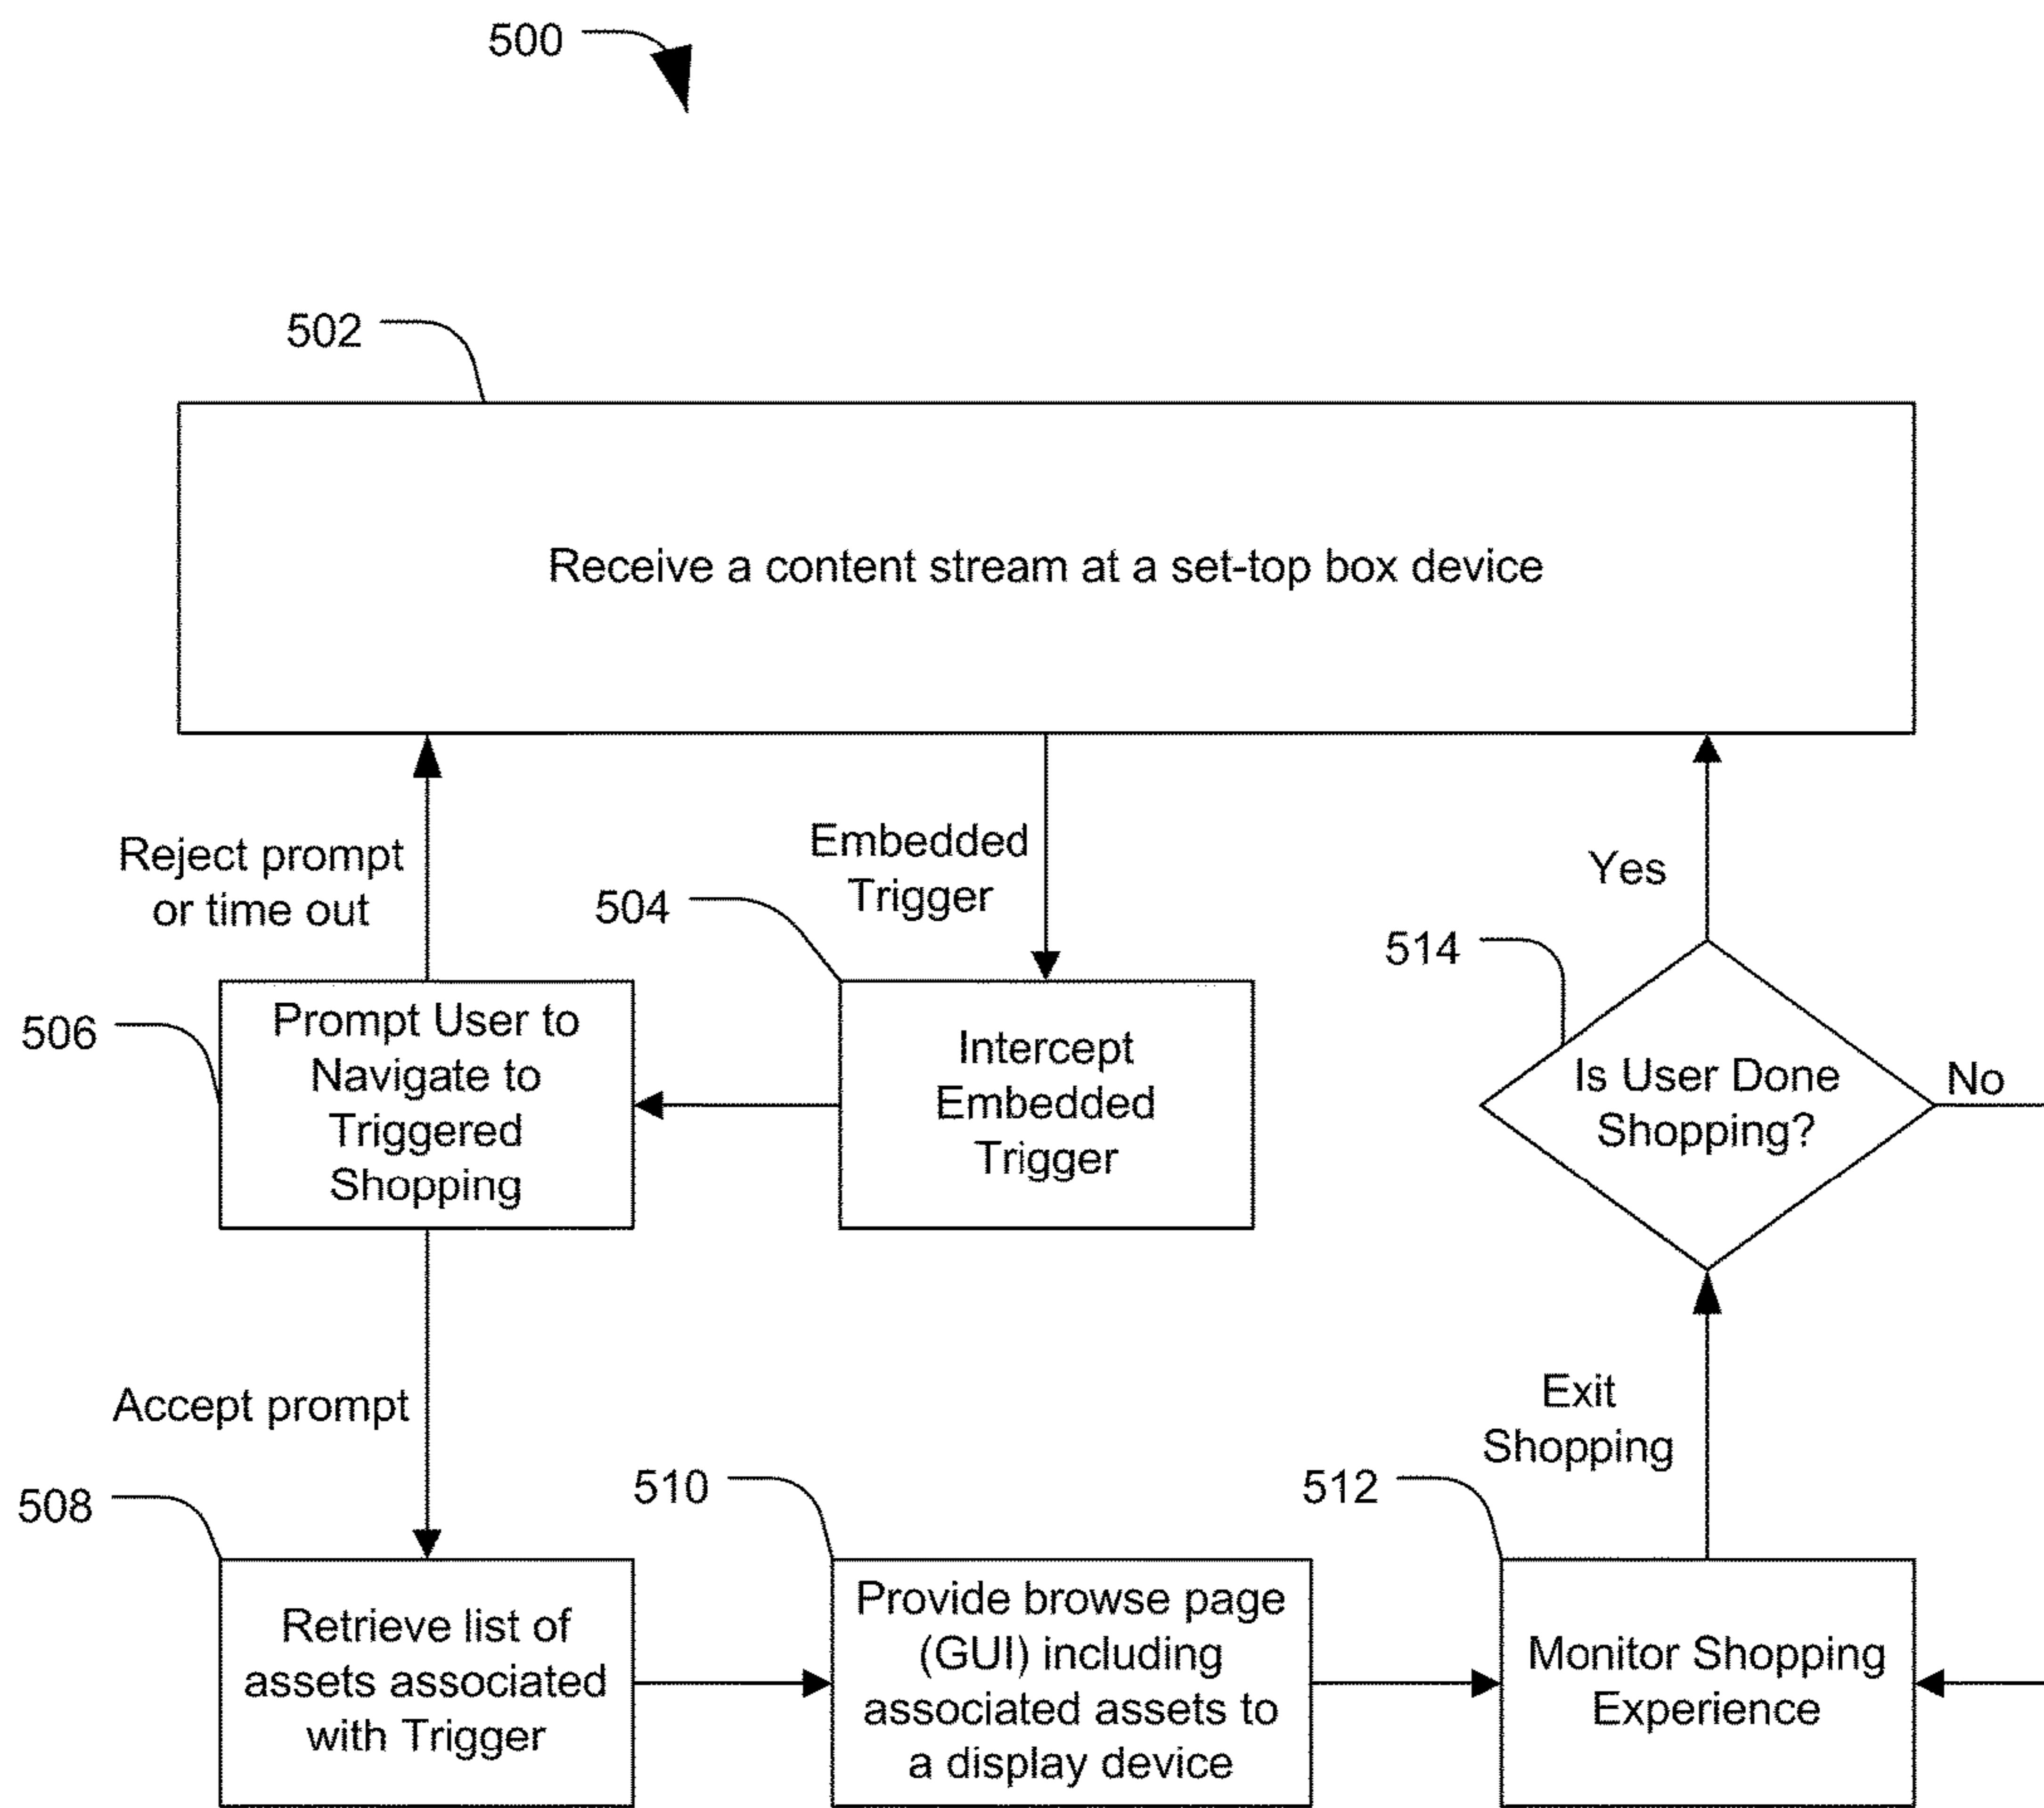 500
502
Receive a content stream at a set-top box device
Reject prompt
or time out
Embedded
Trigger
Yes
504
514
506
Prompt User to
Navigate to
Triggered
Shopping
Intercept
Embedded
Trigger
Is User Done
Shopping?
No
Accept prompt
Exit
Shopping
508
510
512
Retrieve list of
assets associated
with Trigger
Provide browse page
(GUI) including
associated assets to
a display device
Monitor Shopping
Experience